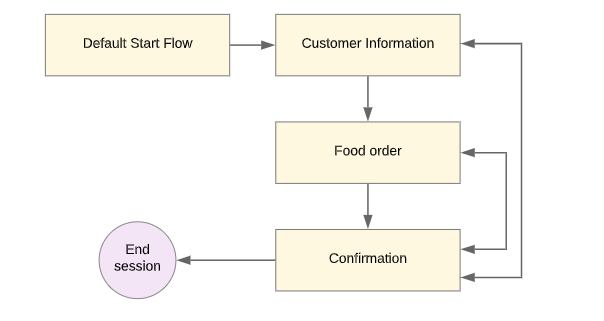 Default Start Flow
Customer Information
Food order
Confirmation
End
session